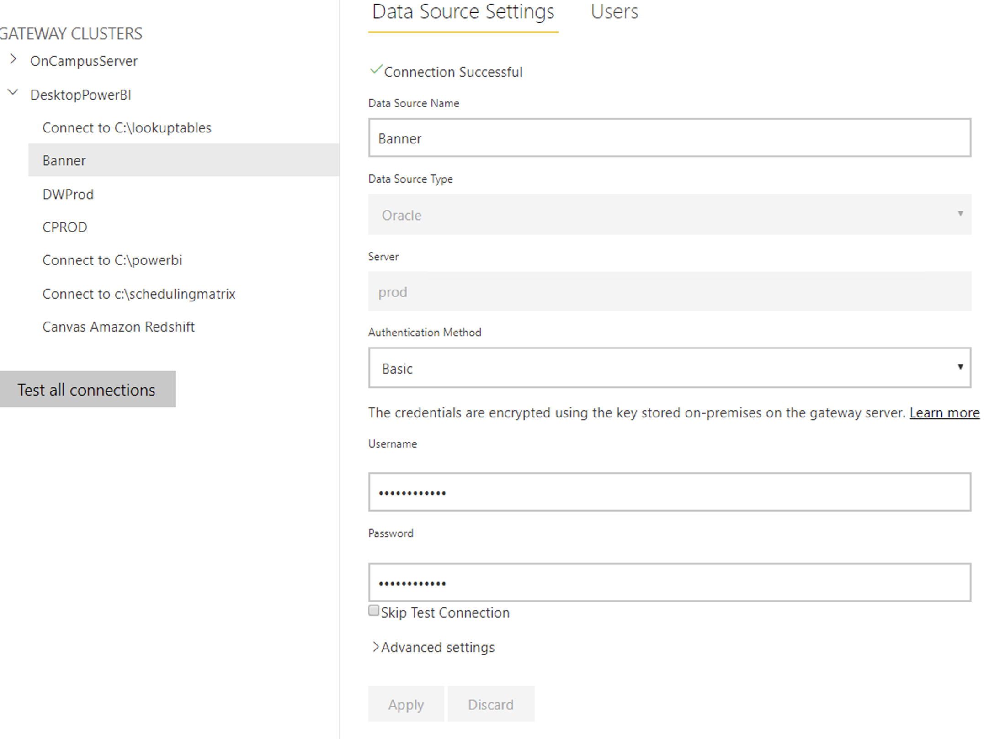 GATEWAY CLUSTERS
OnCampusServer
DesktopPowerBI
Connect to C:\lookuptables
Banner
DWProd
CPROD
Connect to C:\powerbi
Connect to c:\schedulingmatrix
Canvas Amazon Redshift
Test all connections
Data Source Settings Users
Connection Successful
Data Source Name
Banner
Data Source Type
Oracle
Server
prod
Authentication Method
Basic
The credentials are encrypted using the key stored on-premises on the gateway server. Learn more
Username
••••••••••••
Password
••••••••••••
Skip Test Connection
Advanced settings
Apply Discard